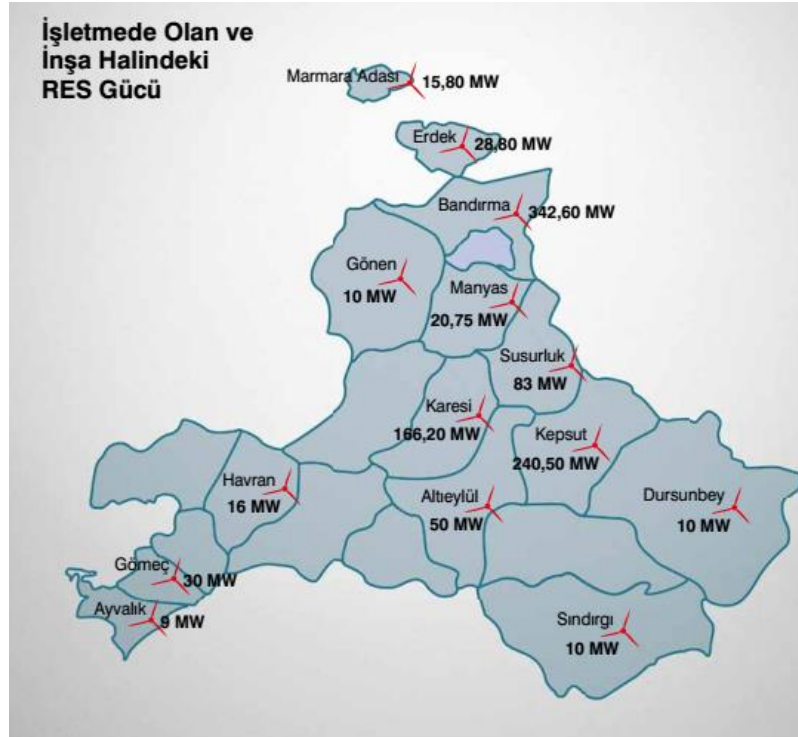 İşletmede Olan ve
İnşa Halindeki
RES Gücü
Marmara Adası
15,80 MW
Erdek
28,80 MW
Bandırma
342,60 MW
Gönen
10 MW
Manyas
20,75 MW
Susurluk
83 MW
Karesi
166,20 MW
Kepsut
240,50 MW
Havran
16 MW
Altıeylül
50 MW
Dursunbey
10 MW
Gömeç
30 MW
Ayvalık
9 MW
Sındırgı
10 MW